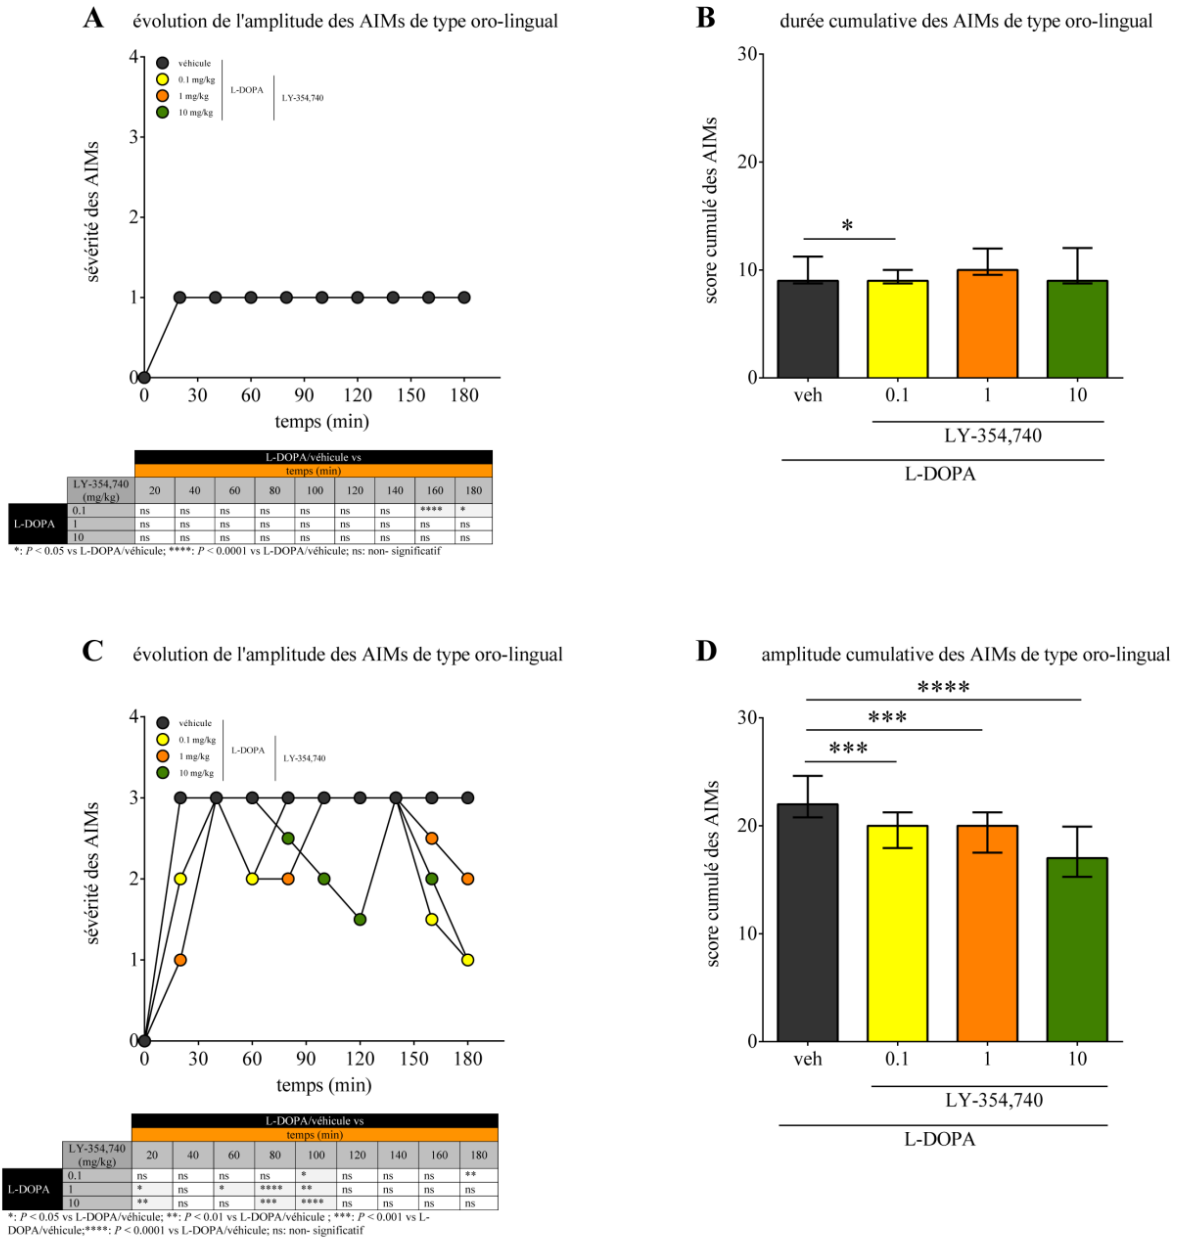 A évolution de l'amplitude des AIMs de type oro-lingual
4
3
2
1
0
sévérité des AIMs
véhicule
0.1 mg/kg
1 mg/kg
10 mg/kg
L-DOPA
LY-354,740
0 30 60 90 120 150 180
temps (min)
L-DOPA/véhicule vs
temps (min)
LY-354,740 (mg/kg) 20 40 60 80 100 120 140 160 180
L-DOPA
0.1 ns ns ns ns ns ns ns **** *
1 ns ns ns ns ns ns ns ns ns
10 ns ns ns ns ns ns ns ns ns
*: P < 0.05 vs L-DOPA/véhicule; ****: P < 0.0001 vs L-DOPA/véhicule; ns: non- significatif
B durée cumulative des AIMs de type oro-lingual
30
20
10
0
score cumulé des AIMs
*
veh 0.1 1 10
LY-354,740
L-DOPA
C évolution de l'amplitude des AIMs de type oro-lingual
4
3
2
1
0
sévérité des AIMs
véhicule
0.1 mg/kg
1 mg/kg
10 mg/kg
L-DOPA
LY-354,740
0 30 60 90 120 150 180
temps (min)
L-DOPA/véhicule vs
temps (min)
LY-354,740 (mg/kg) 20 40 60 80 100 120 140 160 180
L-DOPA
0.1 ns ns ns ns * ns ns ns **
1 * ns * **** ** ns ns ns ns
10 ** ns ns *** **** ns ns ns ns
*: P < 0.05 vs L-DOPA/véhicule; **: P < 0.01 vs L-DOPA/véhicule ; ***: P < 0.001 vs L-
DOPA/véhicule;****: P < 0.0001 vs L-DOPA/véhicule; ns: non- significatif
D amplitude cumulative des AIMs de type oro-lingual
****
***
***
30
20
10
0
score cumulé des AIMs
veh 0.1 1 10
LY-354,740
L-DOPA